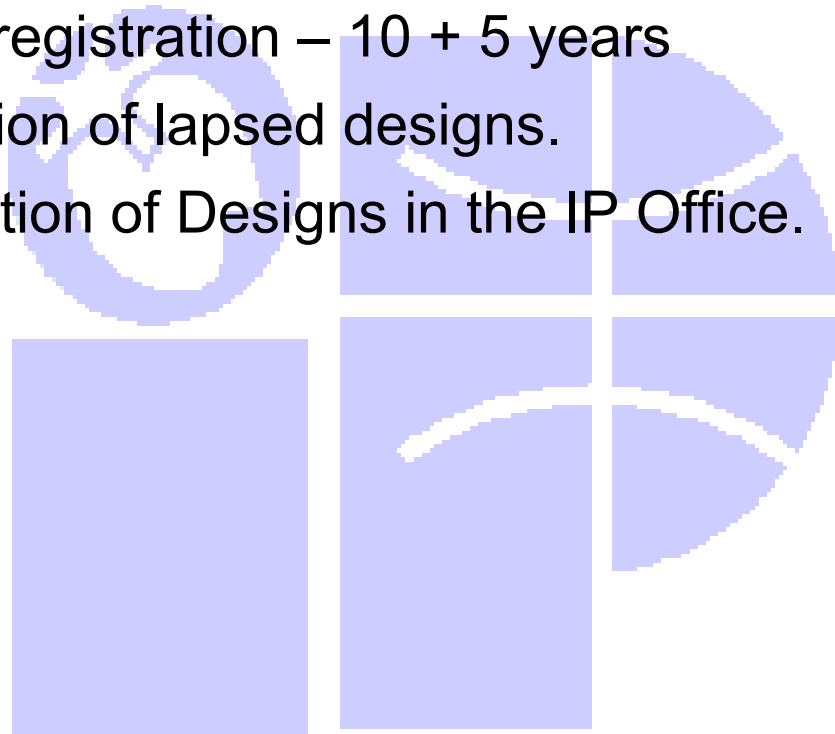 registration – 10 + 5 years
ion of lapsed designs.
tion of Designs in the IP Office.